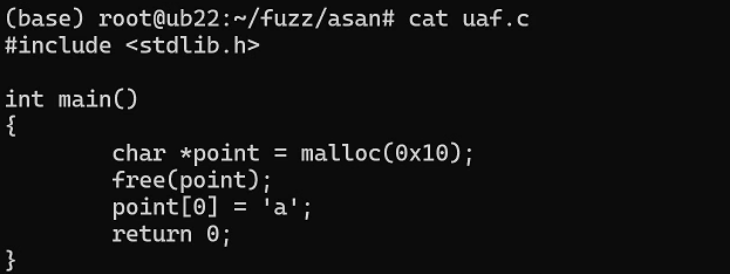 (base) root@ub22:~/fuzz/asan# cat uaf.c
#include <stdlib.h>
int main()
{
char *point = malloc(0x10);
free(point);
point[0] = 'a';
return 0;
}